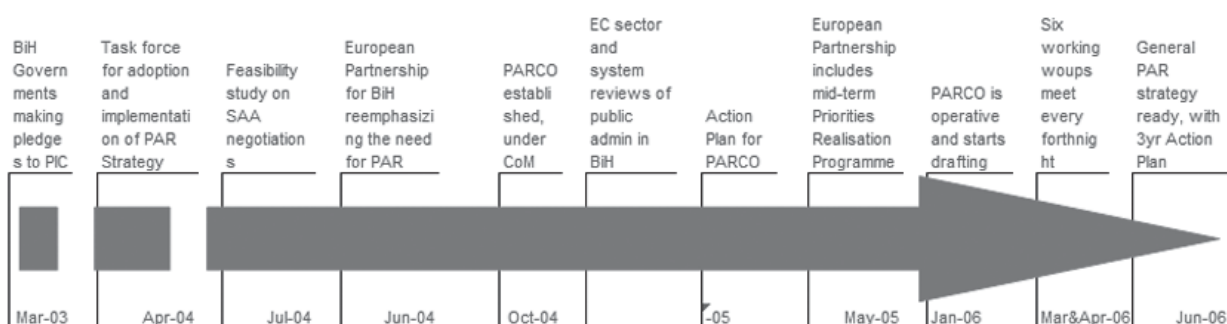 BiH
Govern
ments
making
pledge
s to PIC
Task force
for adoption
and
implementati
on of PAR
Strategy
Feasibility
study on
SAA
negotiation
s
European
Partnership
for BiH
reemphasizi
ng the need
for PAR
PARCO
establi
shed,
under
CoM
EC sector
and
system
reviews of
public
admin in
BiH
Action
Plan for
PARCO
European
Partnership
includes
mid-term
Priorities
Realisation
Programme
PARCO is
operative
and starts
drafting
Six
working
woups
meet
every
forthnig
ht
General
PAR
strategy
ready, with
3yr Action
Plan
Mar-03
Apr-04
Jul-04
Jun-04
Oct-04
-05
May-05
Jan-06
Mar&Apr-06
Jun-06